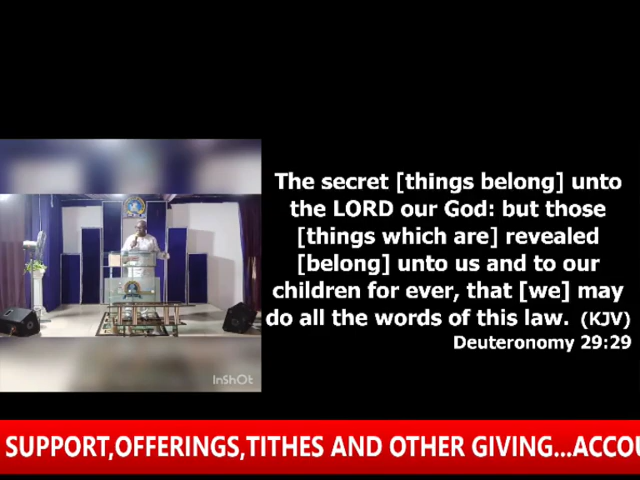 The secret [things belong] unto
the LORD our God: but those
[things which are] revealed
[belong] unto us and to our
children for ever, that [we] may
do all the words of this law. (KJV)
Deuteronomy 29:29
InShOt
SUPPORT,OFFERINGS,TITHES AND OTHER GIVING...ACCOU